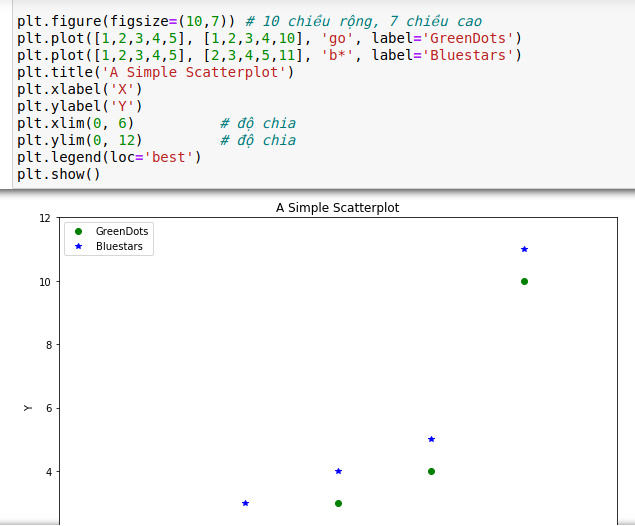 plt.figure(figsize=(10,7)) # 10 chiều rộng, 7 chiều cao
plt.plot([1,2,3,4,5], [1,2,3,4,10], 'go', label='GreenDots')
plt.plot([1,2,3,4,5], [2,3,4,5,11], 'b*', label='Bluestars')
plt.title('A Simple Scatterplot')
plt.xlabel('X')
plt.ylabel('Y')
plt.xlim(0, 6) # độ chia
plt.ylim(0, 12) # độ chia
plt.legend(loc='best')
plt.show()
A Simple Scatterplot
12
GreenDots
Bluestars
10
8
Y
6
4